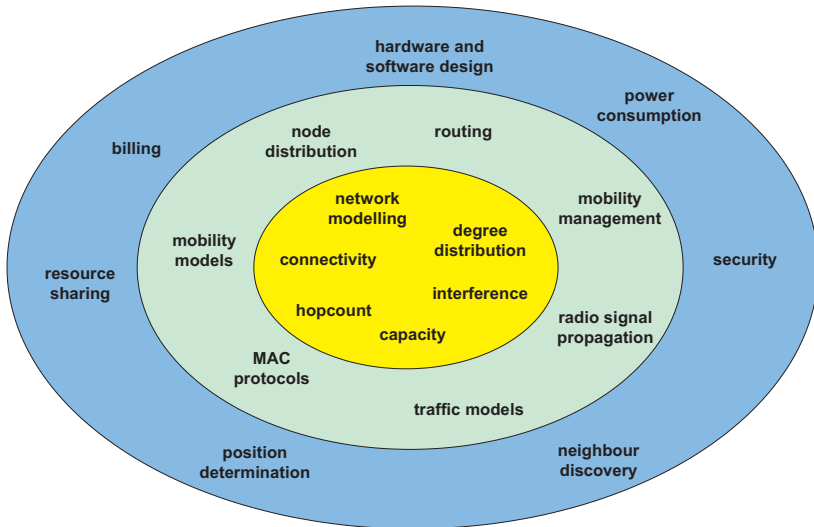 hardware and
software design
power
consumption
billing
node
distribution
routing
network
modelling
mobility
management
degree
distribution
mobility
models
connectivity
security
resource
sharing
interference
hopcount
radio signal
propagation
capacity
MAC
protocols
traffic models
position
determination
neighbour
discovery